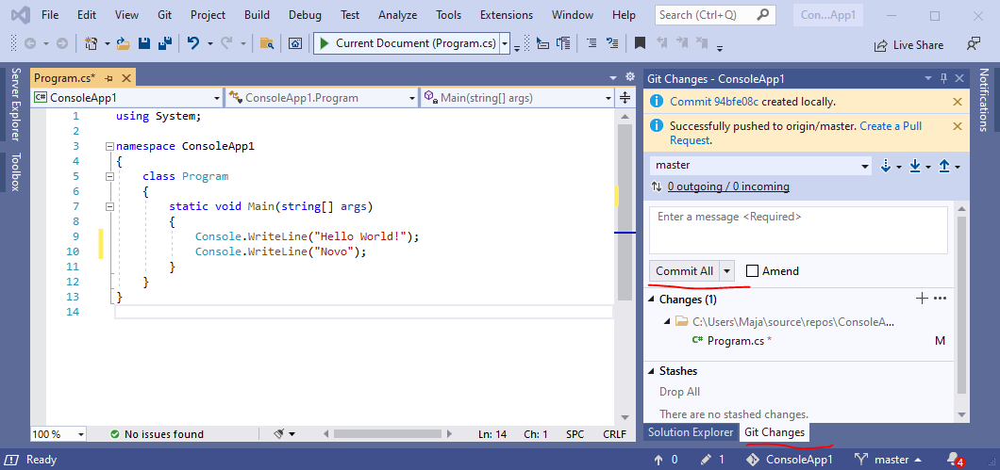 File Edit View Git Project Build Debug Test Analyze Tools Extensions Window Help Search (Ctrl+Q) Con...App1
Current Document (Program.cs) Live Share
Server Explorer
Toolbox
Program.cs*
ConsoleApp1 ConsoleApp1.Program Main(string[] args)
1 using System;
2
3 namespace ConsoleApp1
4 {
5 class Program
6 {
7 static void Main(string[] args)
8 {
9 Console.WriteLine("Hello World!");
10 Console.WriteLine("Novo");
11 }
12 }
13 }
14
100 % No issues found Ln: 14 Ch: 1 SPC CRLF
Git Changes - ConsoleApp1
Commit 94bfe08c created locally.
Successfully pushed to origin/master. Create a Pull
Request.
master
0 outgoing / 0 incoming
Enter a message <Required>
Commit All Amend
Changes (1)
C:\Users\Maja\source\repos\ConsoleA...
C# Program.cs * M
Stashes
Drop All
There are no stashed changes.
Solution Explorer Git Changes
Notifications
Ready 0 1 ConsoleApp1 master 4